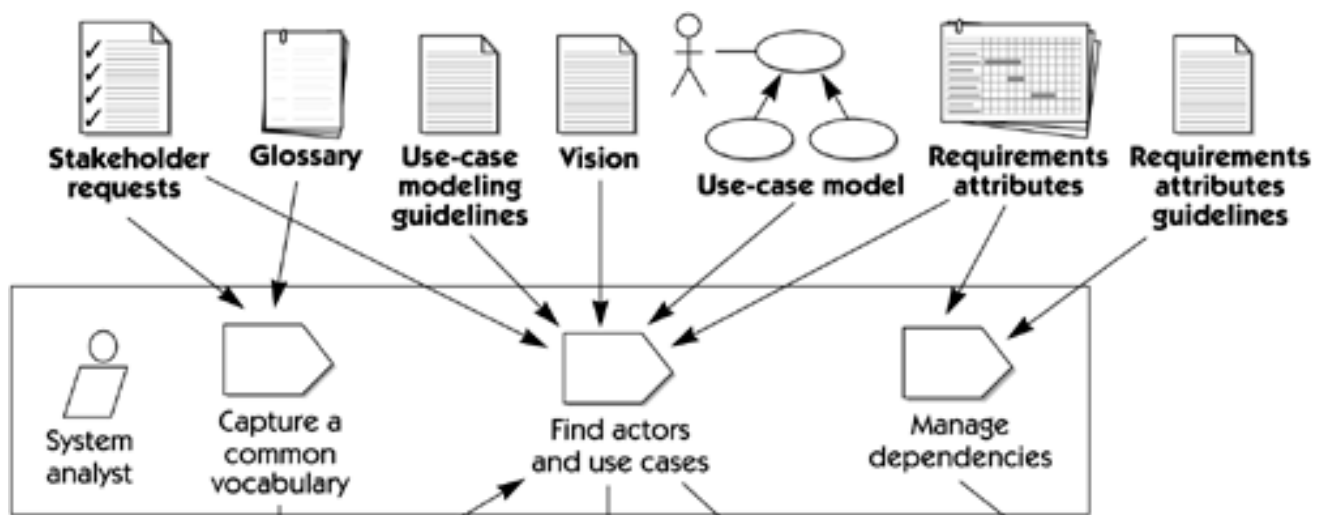 Stakeholder
requests
Glossary
Use-case
modeling
guidelines
Vision
Use-case model
Requirements
attributes
Requirements
attributes
guidelines
System
analyst
Capture a
common
vocabulary
Find actors
and use cases
Manage
dependencies